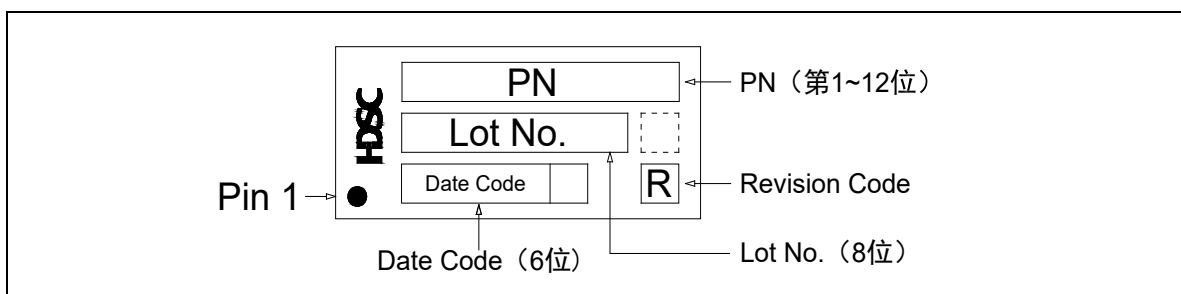 HDSC
PN
PN（第1~12位）
Lot No.
Date Code
R
Revision Code
Pin 1
Date Code（6位）
Lot No.（8位）